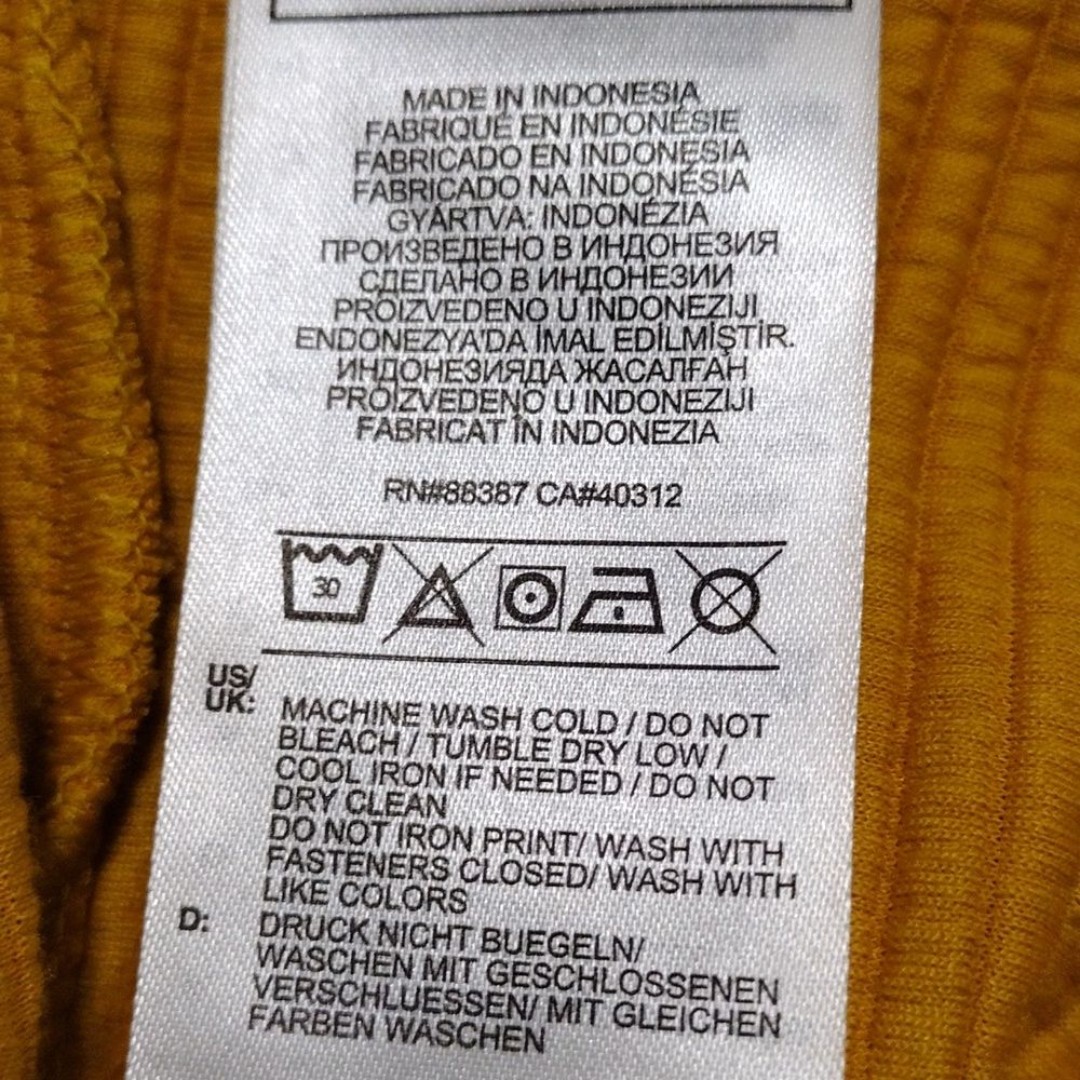 MADE IN INDONESIA
FABRIQUÉ EN INDONÉSIE
FABRICADO EN INDONESIA
FABRICADO NA INDONÉSIA
GYÁRTVA: INDONÉZIA
ПРОИЗВЕДЕНО В ИНДОНЕЗИЯ
СДЕЛАНО В ИНДОНЕЗИИ
PROIZVEDENO U INDONEZIJI
ENDONEZYA'DA İMAL EDİLMİŞTİR.
ИНДОНЕЗИЯДА ЖАСАЛҒАН
PROIZVEDENO U INDONEZIJI
FABRICAT ÎN INDONEZIA
RN#88387 CA#40312
30
US/
UK:
MACHINE WASH COLD / DO NOT
BLEACH / TUMBLE DRY LOW /
COOL IRON IF NEEDED / DO NOT
DRY CLEAN
DO NOT IRON PRINT/ WASH WITH
FASTENERS CLOSED/ WASH WITH
LIKE COLORS
D:
DRUCK NICHT BUEGELN/
WASCHEN MIT GESCHLOSSENEN
VERSCHLUESSEN/ MIT GLEICHEN
FARBEN WASCHEN